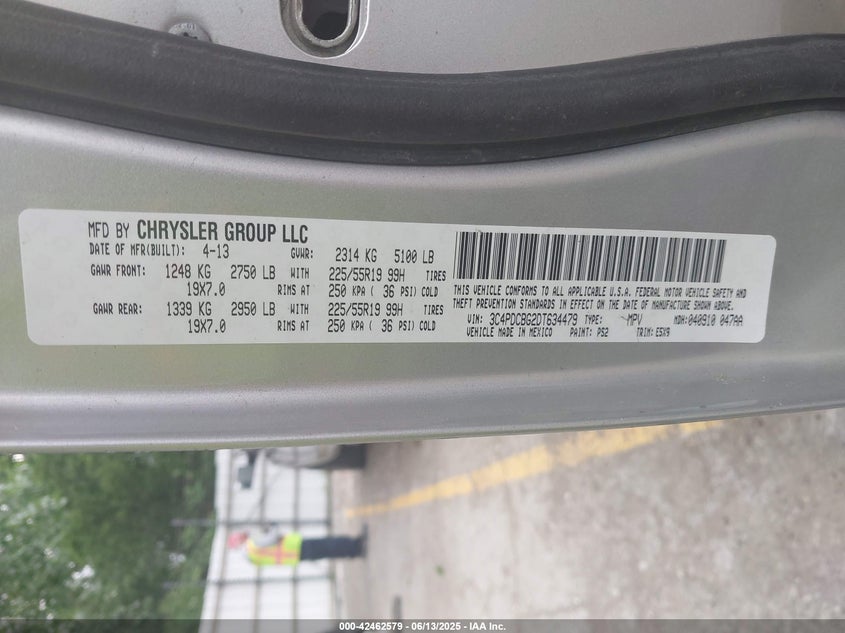 MFD BY CHRYSLER GROUP LLC
DATE OF MFR(BUILT): 4-13 GVWR: 2314 KG 5100 LB
GAWR FRONT: 1248 KG 2750 LB WITH 225/55R19 99H TIRES
19X7.0 RIMS AT 250 KPA ( 36 PSI) COLD
GAWR REAR: 1339 KG 2950 LB WITH 225/55R19 99H TIRES
19X7.0 RIMS AT 250 KPA ( 36 PSI) COLD
THIS VEHICLE CONFORMS TO ALL APPLICABLE U.S.A. FEDERAL MOTOR VEHICLE SAFETY AND
THEFT PREVENTION STANDARDS IN EFFECT ON THE DATE OF MANUFACTURE SHOWN ABOVE.
VIN: 3C4PDCBG2DT634479 TYPE: MPV MDH: 040910 047AA
VEHICLE MADE IN MEXICO PAINT: PS2 TRIM: E5X9
000-42462579 - 06/13/2025 - IAA Inc.